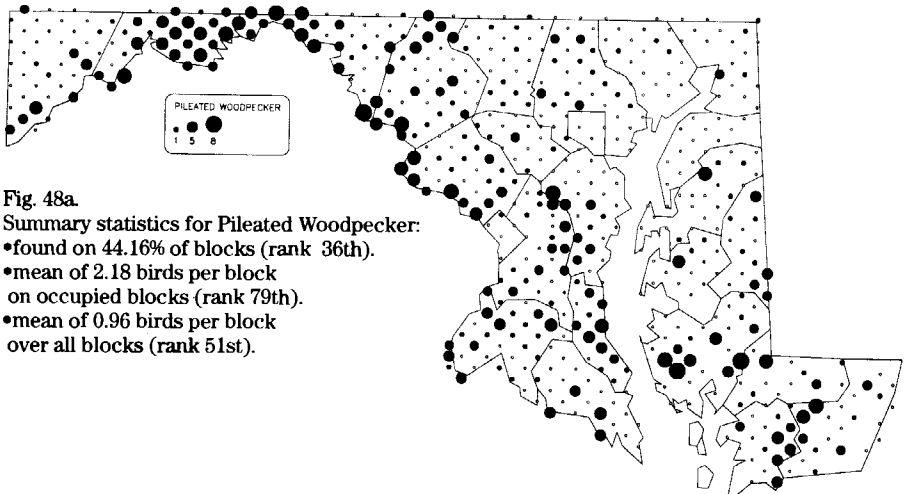 PILEATED WOODPECKER
1 5 8
Fig. 48a.
Summary statistics for Pileated Woodpecker:
•found on 44.16% of blocks (rank 36th).
•mean of 2.18 birds per block
on occupied blocks (rank 79th).
•mean of 0.96 birds per block
over all blocks (rank 51st).